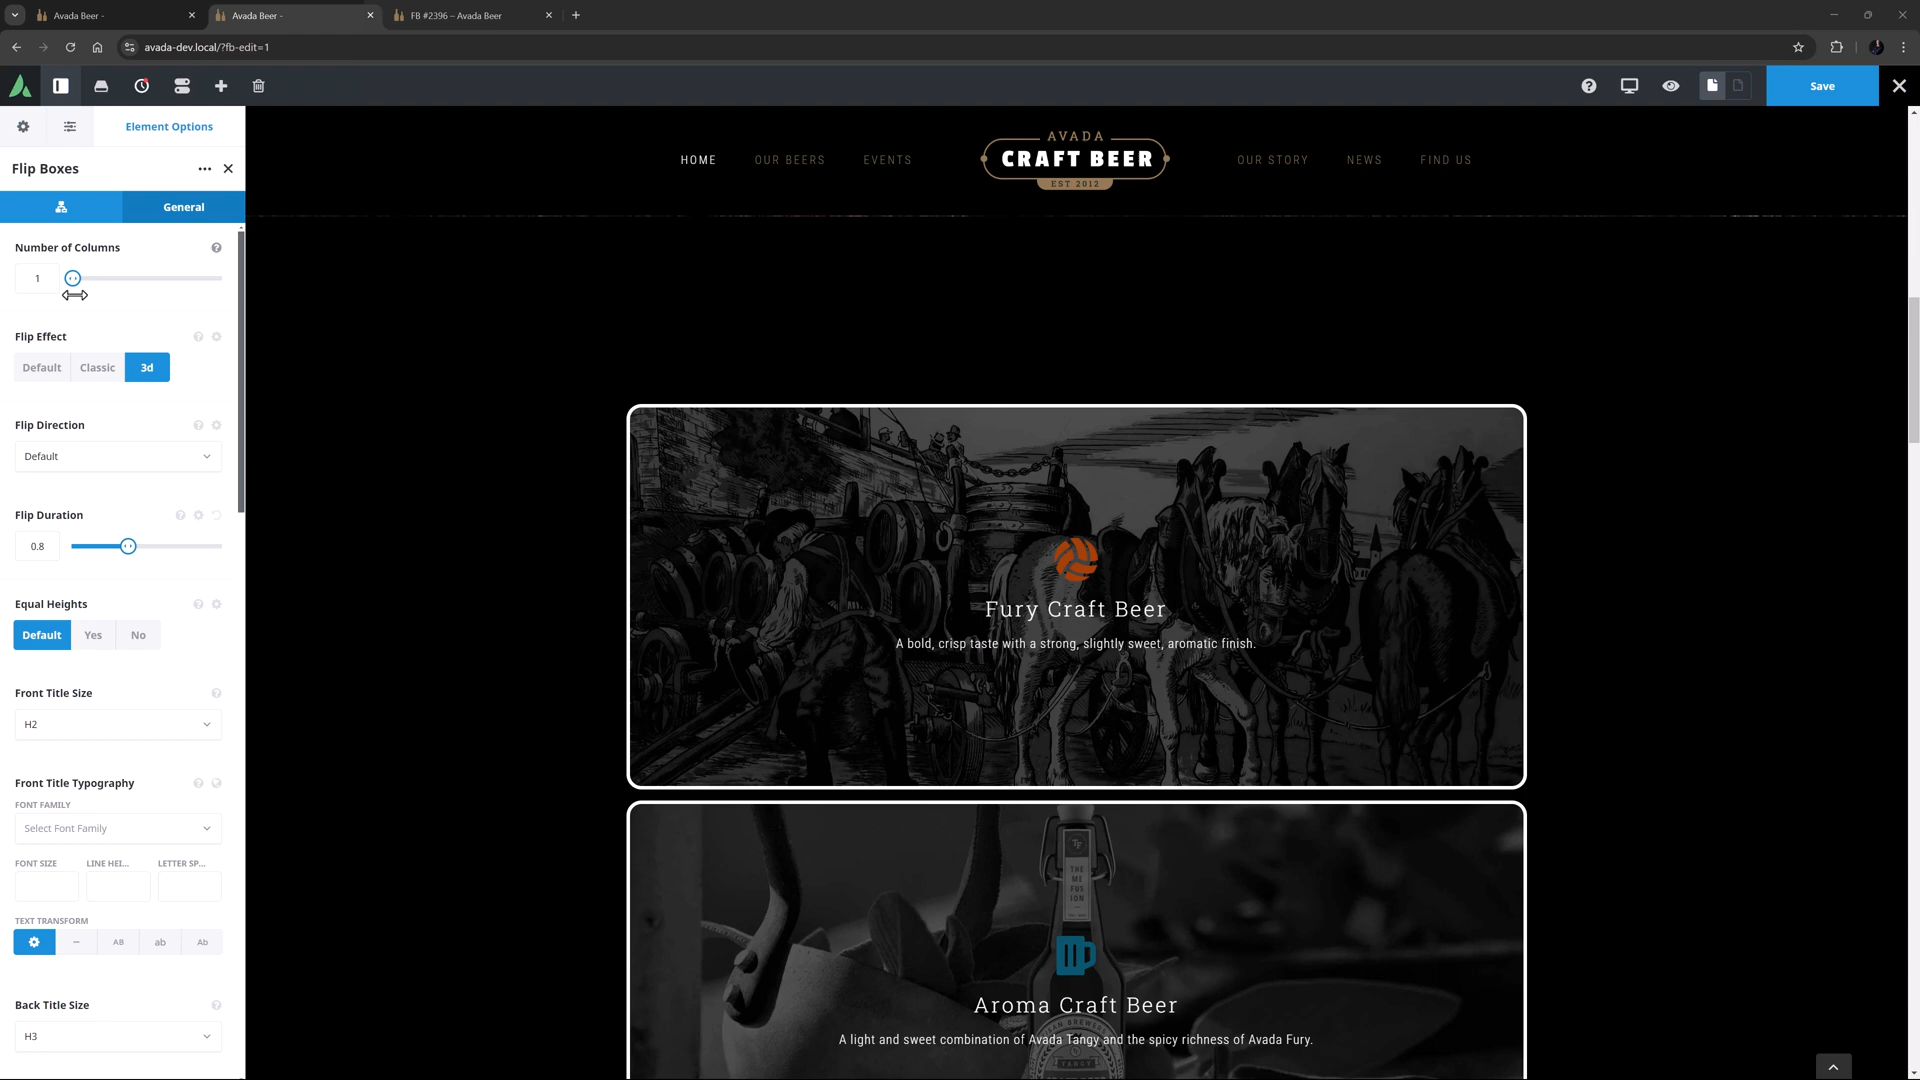 Avada Beer -
Avada Beer -
FB #2396 – Avada Beer
avada-dev.local/?fb-edit=1
Save
Element Options
Flip Boxes
General
Number of Columns
1
Flip Effect
Default
Classic
3d
Flip Direction
Default
Flip Duration
0.8
Equal Heights
Default
Yes
No
Front Title Size
H2
Front Title Typography
FONT FAMILY
Select Font Family
FONT SIZE
LINE HEI...
LETTER SP...
TEXT TRANSFORM
–
AB
ab
Ab
Back Title Size
H3
HOME
OUR BEERS
EVENTS
AVADA
CRAFT BEER
EST 2012
OUR STORY
NEWS
FIND US
Fury Craft Beer
A bold, crisp taste with a strong, slightly sweet, aromatic finish.
THE
ME
FUS
ION
Aroma Craft Beer
A light and sweet combination of Avada Tangy and the spicy richness of Avada Fury.